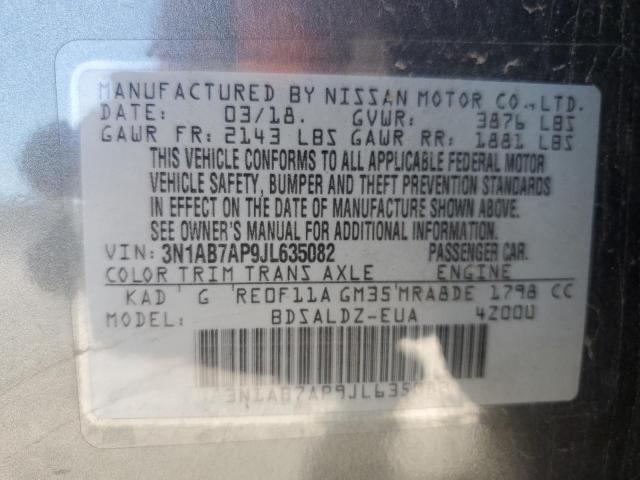 MANUFACTURED BY NISSAN MOTOR CO., LTD.
DATE: 03/18. GVWR: 3876 LBS
GAWR FR: 2143 LBS GAWR RR: 1881 LBS
THIS VEHICLE CONFORMS TO ALL APPLICABLE FEDERAL MOTOR
VEHICLE SAFETY, BUMPER AND THEFT PREVENTION STANDARDS
IN EFFECT ON THE DATE OF MANUFACTURE SHOWN ABOVE.
SEE OWNER'S MANUAL FOR ADDITIONAL INFORMATION.
VIN: 3N1AB7AP9JL635082 PASSENGER CAR.
COLOR TRIM TRANS AXLE ENGINE
KAD G RE0F11A GM35 MRA8DE 1798 CC
MODEL: BDSALDZ-EUA 4Z00U